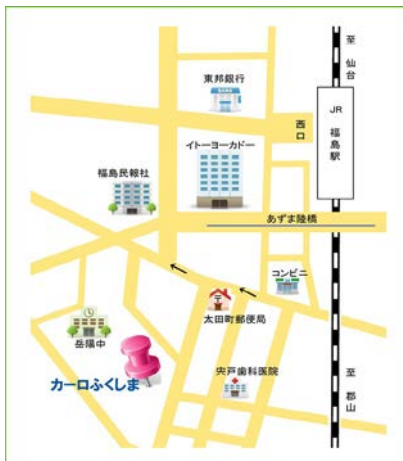 至仙台
東邦銀行
JR福島駅
西口
イトーヨーカドー
福島民報社
あずま陸橋
コンビニ
太田町郵便局
岳陽中
宍戸歯科医院
カーロふくしま
至郡山